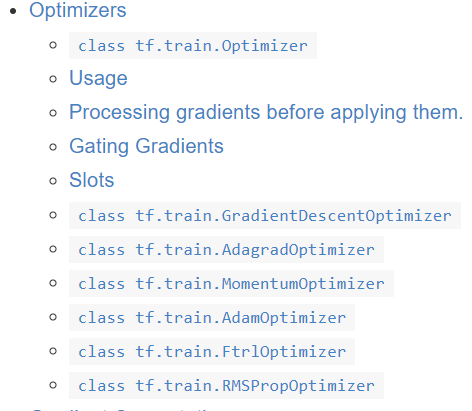 Optimizers
class tf.train.Optimizer
Usage
Processing gradients before applying them.
Gating Gradients
Slots
class tf.train.GradientDescentOptimizer
class tf.train.AdagradOptimizer
class tf.train.MomentumOptimizer
class tf.train.AdamOptimizer
class tf.train.FtrlOptimizer
class tf.train.RMSPropOptimizer